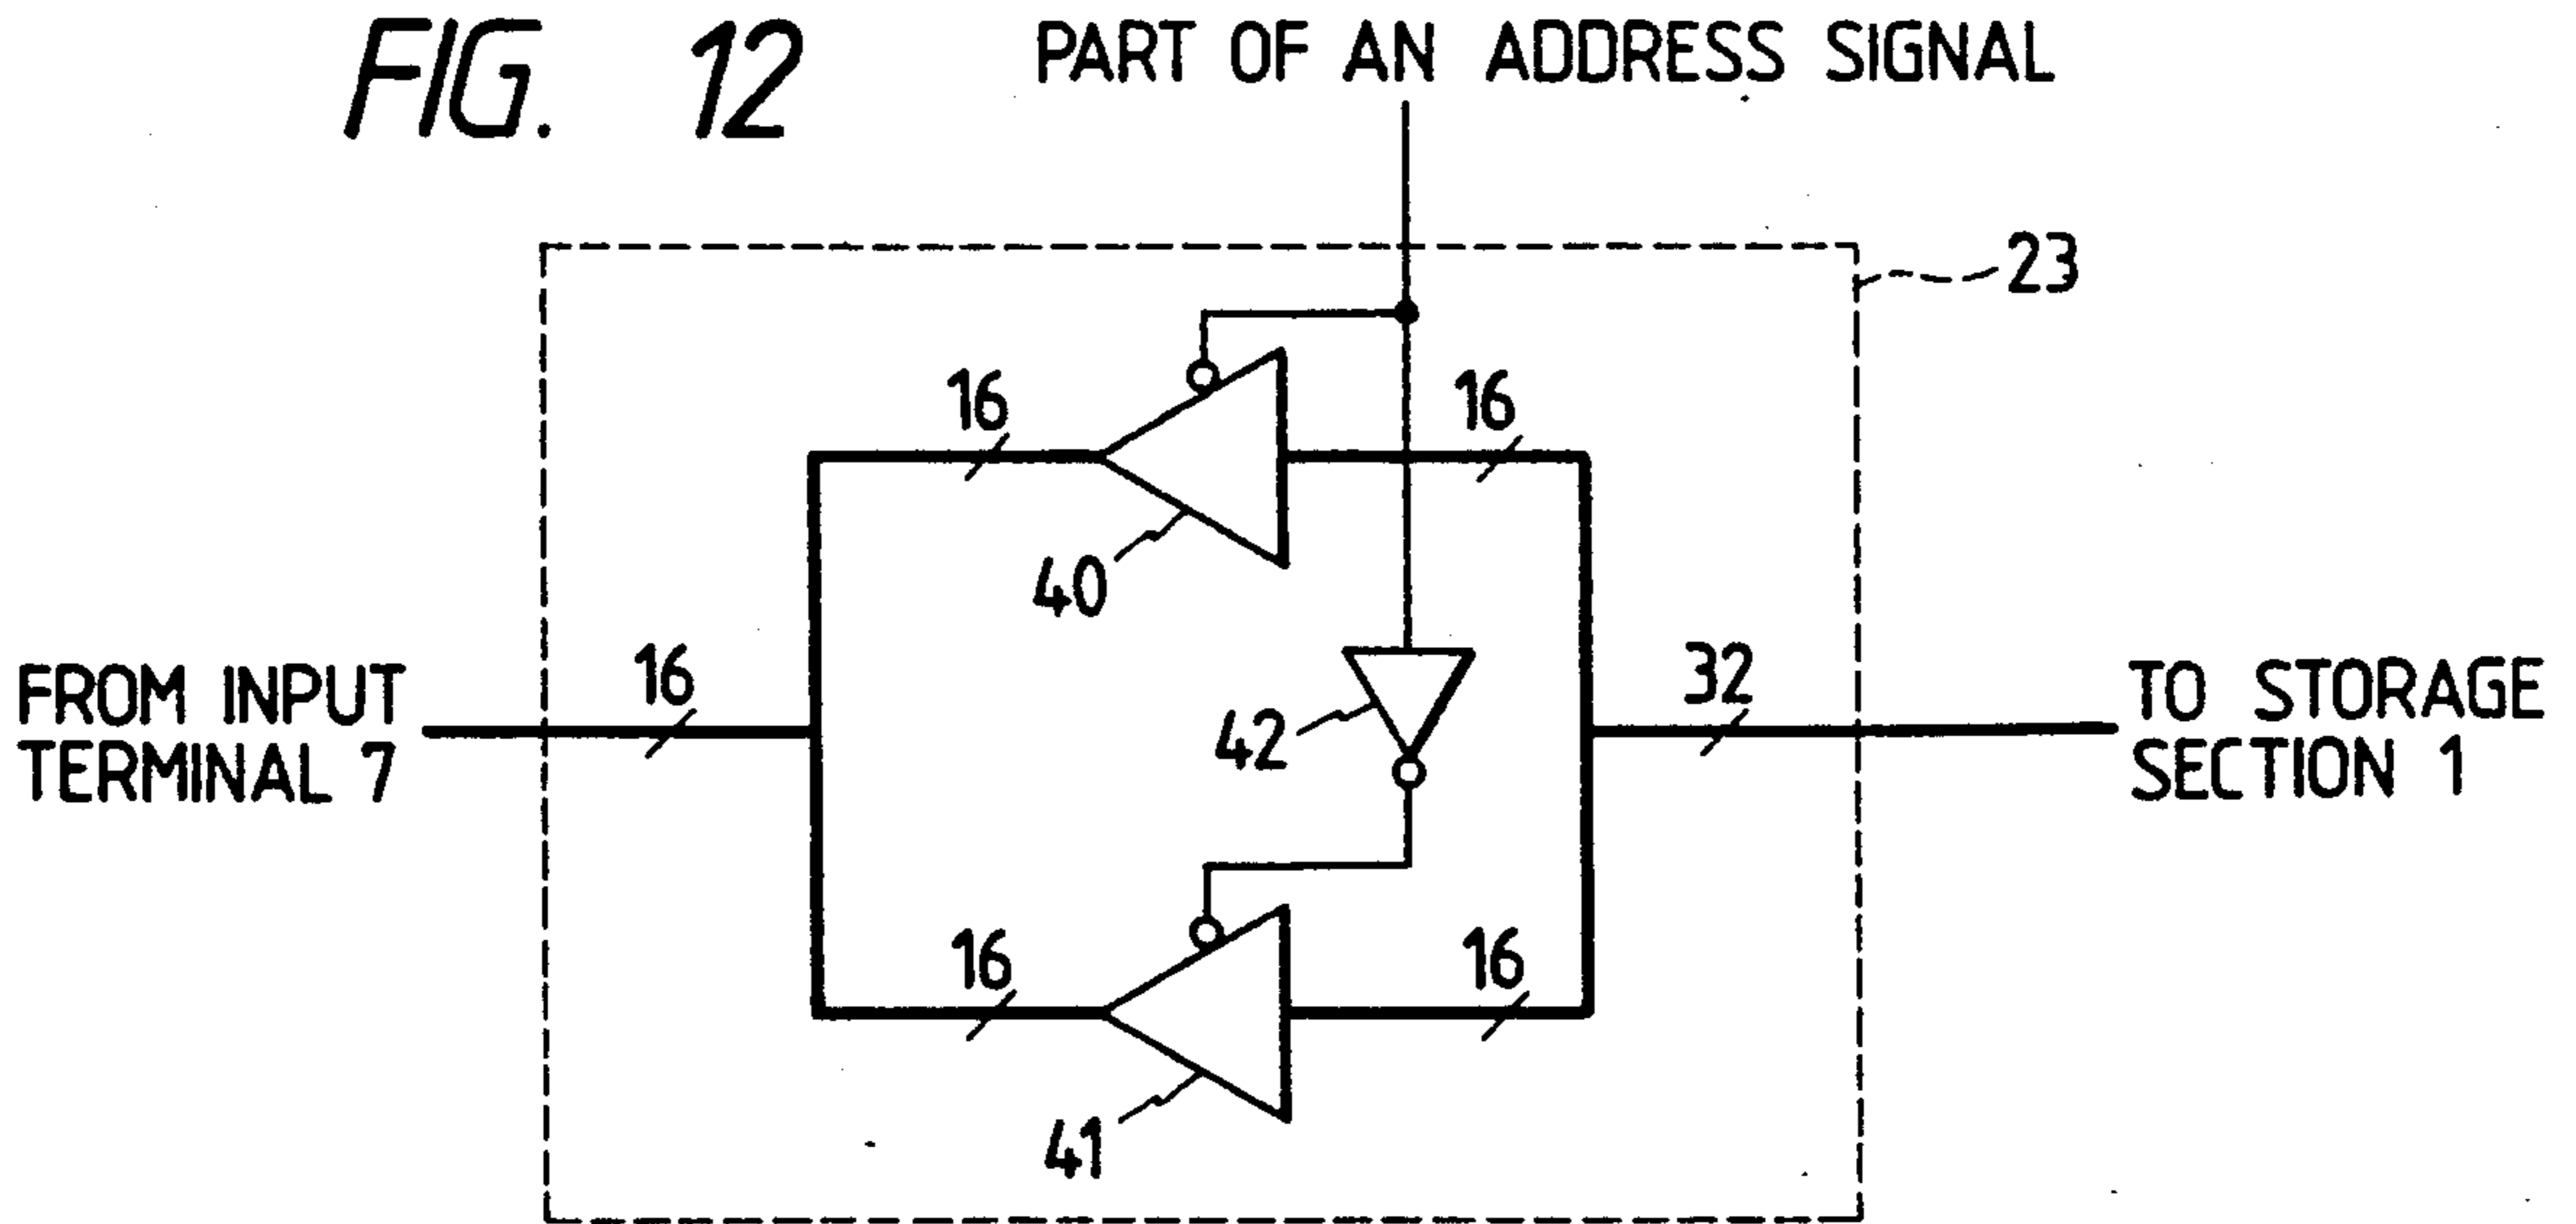 FIG. 12
PART OF AN ADDRESS SIGNAL
23
16
16
40
FROM INPUT
TERMINAL 7
16
42
32
TO STORAGE
SECTION 1
16
16
41